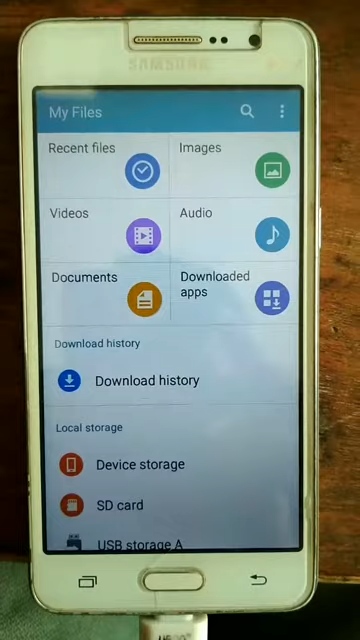 SAMSUNG
My Files
Recent files
Images
Videos
Audio
Documents
Downloaded
apps
Download history
Download history
Local storage
Device storage
SD card
USB storage A